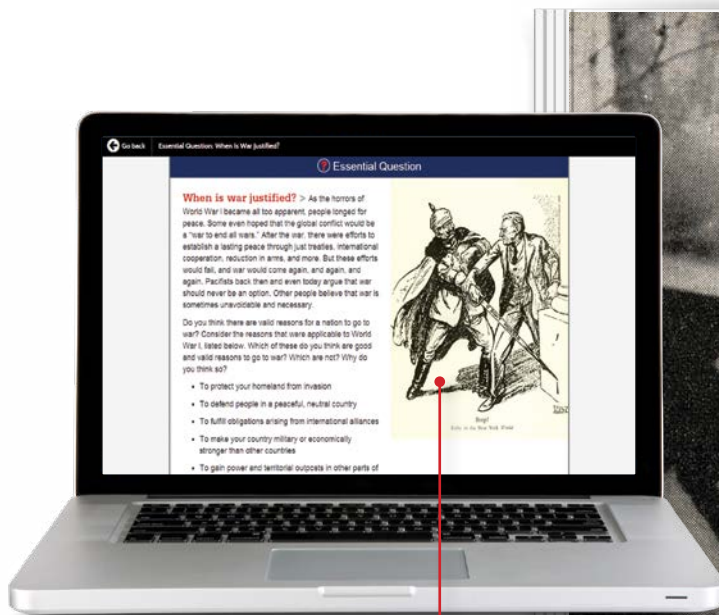 Go back Essential Question: When Is War Justified?
? Essential Question
When is war justified? > As the horrors of
World War I became all too apparent, people longed for
peace. Some even hoped that the global conflict would be
a "war to end all wars." After the war, there were efforts to
establish a lasting peace through just treaties, international
cooperation, reduction in arms, and more. But these efforts
would fail, and war would come again, and again, and
again. Pacifists back then and even today argue that war
should never be an option. Other people believe that war is
sometimes unavoidable and necessary.
Do you think there are valid reasons for a nation to go to
war? Consider the reasons that were applicable to World
War I, listed below. Which of these do you think are good
and valid reasons to go to war? Which are not? Why do
you think so?
• To protect your homeland from invasion
• To defend people in a peaceful, neutral country
• To fulfill obligations arising from international alliances
• To make your country military or economically
stronger than other countries
• To gain power and territorial outposts in other parts of
Stop!
in the New York